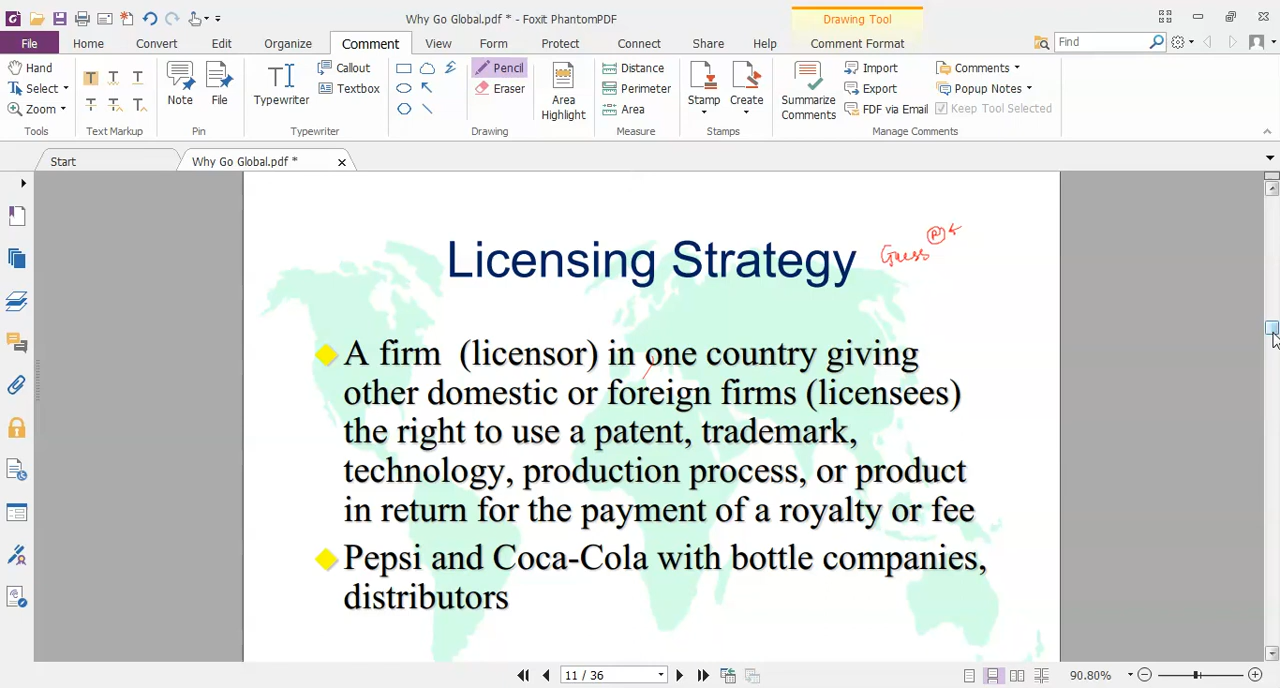 Why Go Global.pdf * - Foxit PhantomPDF
Drawing Tool
File Home Convert Edit Organize Comment View Form Protect Connect Share Help Comment Format Find
Hand
Select
Zoom
Tools
T T T
T T T
Text Markup
Note File
Pin
Typewriter
Callout
Textbox
Typewriter
Pencil
Eraser
Drawing
Area Highlight
Distance
Perimeter
Area
Measure
Stamp Create
Stamps
Summarize Comments
Import
Export
FDF via Email
Comments
Popup Notes
Keep Tool Selected
Manage Comments
Start Why Go Global.pdf *
Licensing Strategy Guess R
A firm (licensor) in one country giving
other domestic or foreign firms (licensees)
the right to use a patent, trademark,
technology, production process, or product
in return for the payment of a royalty or fee
Pepsi and Coca-Cola with bottle companies,
distributors
11 / 36 90.80%